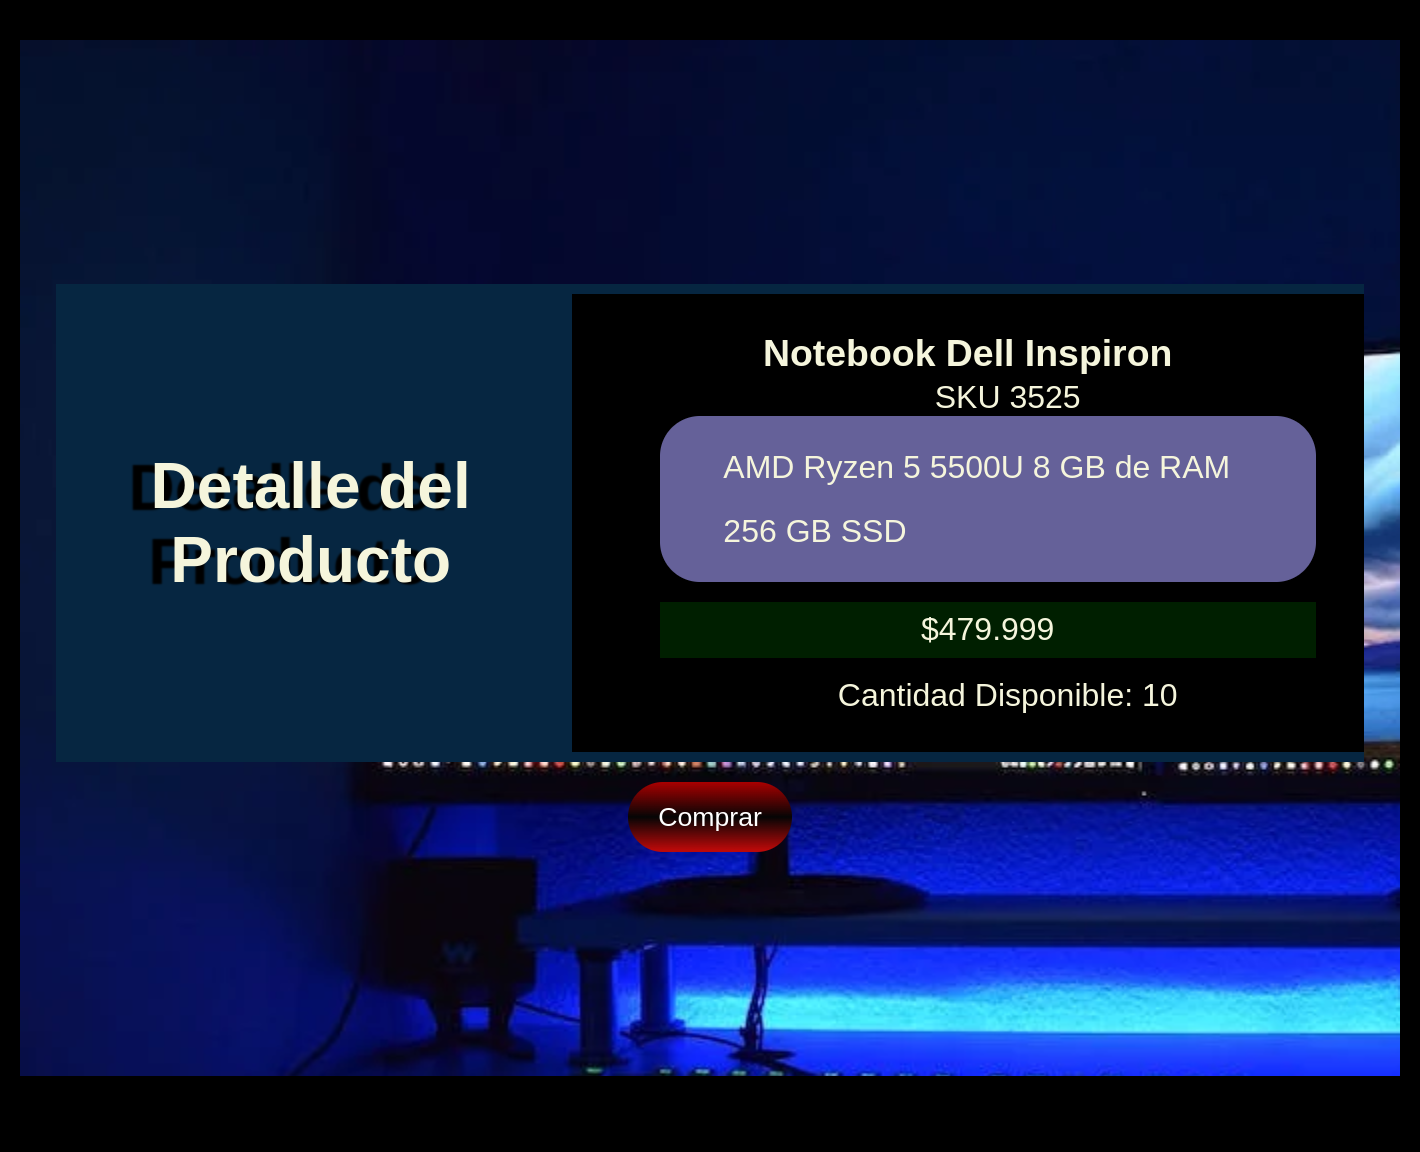 Detalle del
Producto
Notebook Dell Inspiron
SKU 3525
AMD Ryzen 5 5500U 8 GB de RAM
256 GB SSD
$479.999
Cantidad Disponible: 10
Comprar